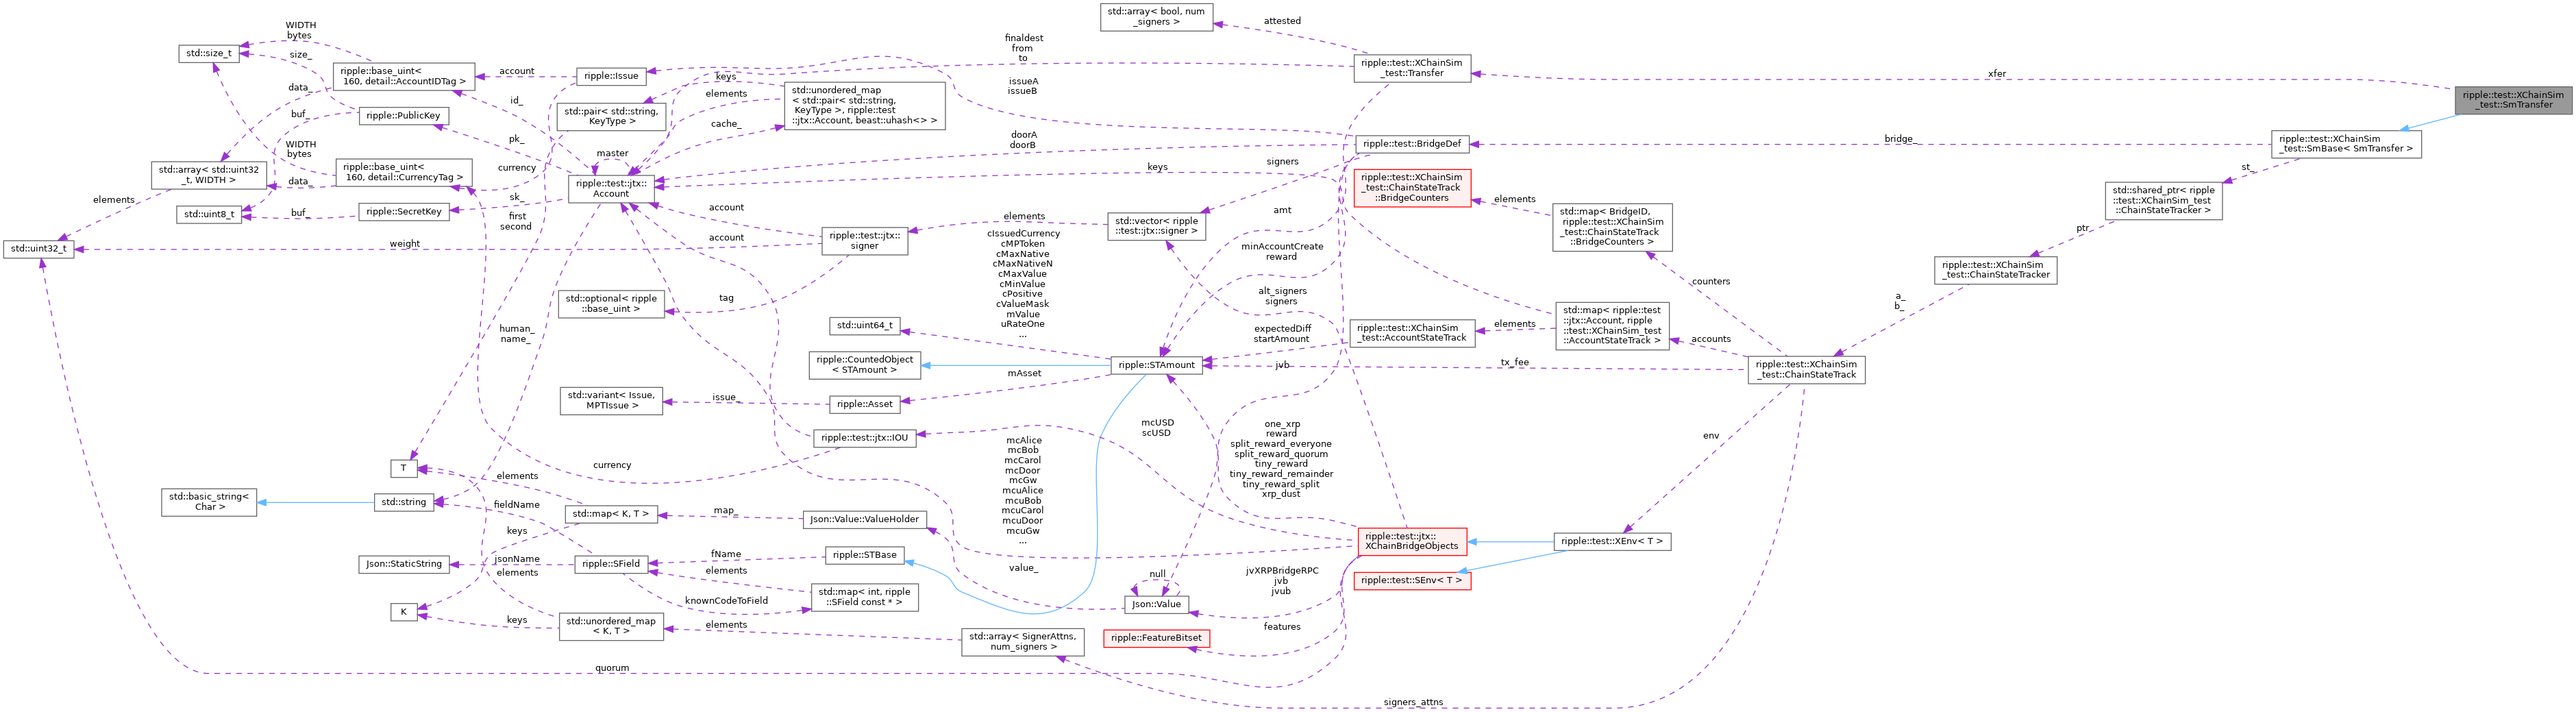 std::array< bool, num
_signers >
attested
WIDTH
bytes
std::size_t
size_
finaldest
from
to
ripple::base_uint<
160, detail::AccountIDTag >
account
ripple::Issue
keys_
ripple::test::XChainSim
_test::Transfer
xfer
ripple::test::XChainSim
_test::SmTransfer
data_
id_
elements
issueA
issueB
std::unordered_map
< std::pair< std::string,
KeyType >, ripple::test
::jtx::Account, beast::uhash<> >
std::pair< std::string,
KeyType >
buf_
ripple::PublicKey
cache_
pk_
doorA
doorB
ripple::test::BridgeDef
bridge_
ripple::test::XChainSim
_test::SmBase< SmTransfer >
WIDTH
bytes
master
signers
keys
st_
std::array< std::uint32
_t, WIDTH >
data_
ripple::base_uint<
160, detail::CurrencyTag >
currency
ripple::test::jtx::
Account
ripple::test::XChainSim
_test::ChainStateTrack
::BridgeCounters
elements
std::map< BridgeID,
ripple::test::XChainSim
_test::ChainStateTrack
::BridgeCounters >
std::shared_ptr< ripple
::test::XChainSim_test
::ChainStateTracker >
elements
std::uint8_t
buf_
ripple::SecretKey
sk_
first
second
account
elements
std::vector< ripple
::test::jtx::signer >
amt
ptr
std::uint32_t
weight
account
ripple::test::jtx::
signer
cIssuedCurrency
cMPToken
cMaxNative
cMaxNativeN
cMaxValue
cMinValue
cPositive
cValueMask
mValue
uRateOne
...
minAccountCreate
reward
ripple::test::XChainSim
_test::ChainStateTracker
counters
std::optional< ripple
::base_uint >
tag
alt_signers
signers
a_
b_
human_
name_
std::uint64_t
expectedDiff
startAmount
ripple::test::XChainSim
_test::AccountStateTrack
elements
std::map< ripple::test
::jtx::Account, ripple
::test::XChainSim_test
::AccountStateTrack >
accounts
ripple::CountedObject
< STAmount >
mAsset
ripple::STAmount
jvb
tx_fee
ripple::test::XChainSim
_test::ChainStateTrack
std::variant< Issue,
MPTIssue >
issue_
ripple::Asset
mcUSD
scUSD
one_xrp
reward
split_reward_everyone
split_reward_quorum
tiny_reward
tiny_reward_remainder
tiny_reward_split
xrp_dust
env
ripple::test::jtx::IOU
currency
mcAlice
mcBob
mcCarol
mcDoor
mcGw
mcuAlice
mcuBob
mcuCarol
mcuDoor
mcuGw
...
T
elements
std::basic_string<
Char >
std::string
fieldName
std::map< K, T >
map_
Json::Value::ValueHolder
keys
ripple::test::jtx::
XChainBridgeObjects
ripple::test::XEnv< T >
ripple::test::SEnv< T >
Json::StaticString
jsonName
elements
ripple::SField
fName
ripple::STBase
elements
value_
null
jvXRPBridgeRPC
jvb
jvub
knownCodeToField
std::map< int, ripple
::SField const * >
Json::Value
K
keys
std::unordered_map
< K, T >
elements
std::array< SignerAttns,
num_signers >
ripple::FeatureBitset
features
quorum
signers_attns